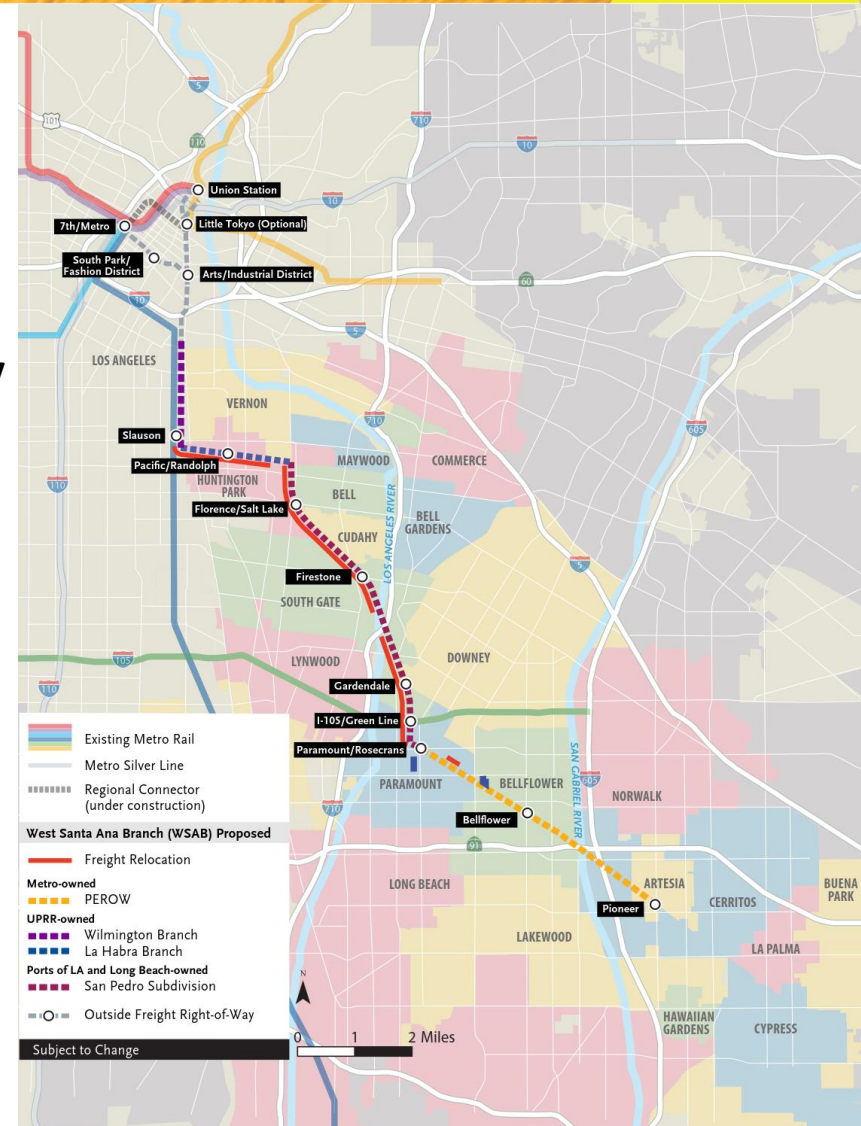 5
101
110
710
10
Union Station
10
7th/Metro
Little Tokyo (Optional)
South Park/
Fashion District
Arts/Industrial District
60
10
5
LOS ANGELES
VERNON
710
605
Slauson
Pacific/Randolph
MAYWOOD
COMMERCE
HUNTINGTON
PARK
BELL
110
Florence/Salt Lake
LOS ANGELES RIVER
BELL
GARDENS
CUDAHY
5
Firestone
SOUTH GATE
LYNWOOD
DOWNEY
105
110
Gardendale
I-105/Green Line
Paramount/Rosecrans
PARAMOUNT
BELLFLOWER
SAN GABRIEL RIVER
605
NORWALK
710
Bellflower
91
LONG BEACH
ARTESIA
CERRITOS
BUENA
PARK
Pioneer
LAKEWOOD
LA PALMA
HAWAIIAN
GARDENS
CYPRESS
Existing Metro Rail
Metro Silver Line
Regional Connector
(under construction)
West Santa Ana Branch (WSAB) Proposed
Freight Relocation
Metro-owned
PEROW
UPRR-owned
Wilmington Branch
La Habra Branch
Ports of LA and Long Beach-owned
San Pedro Subdivision
Outside Freight Right-of-Way
Subject to Change
N
0 1 2 Miles